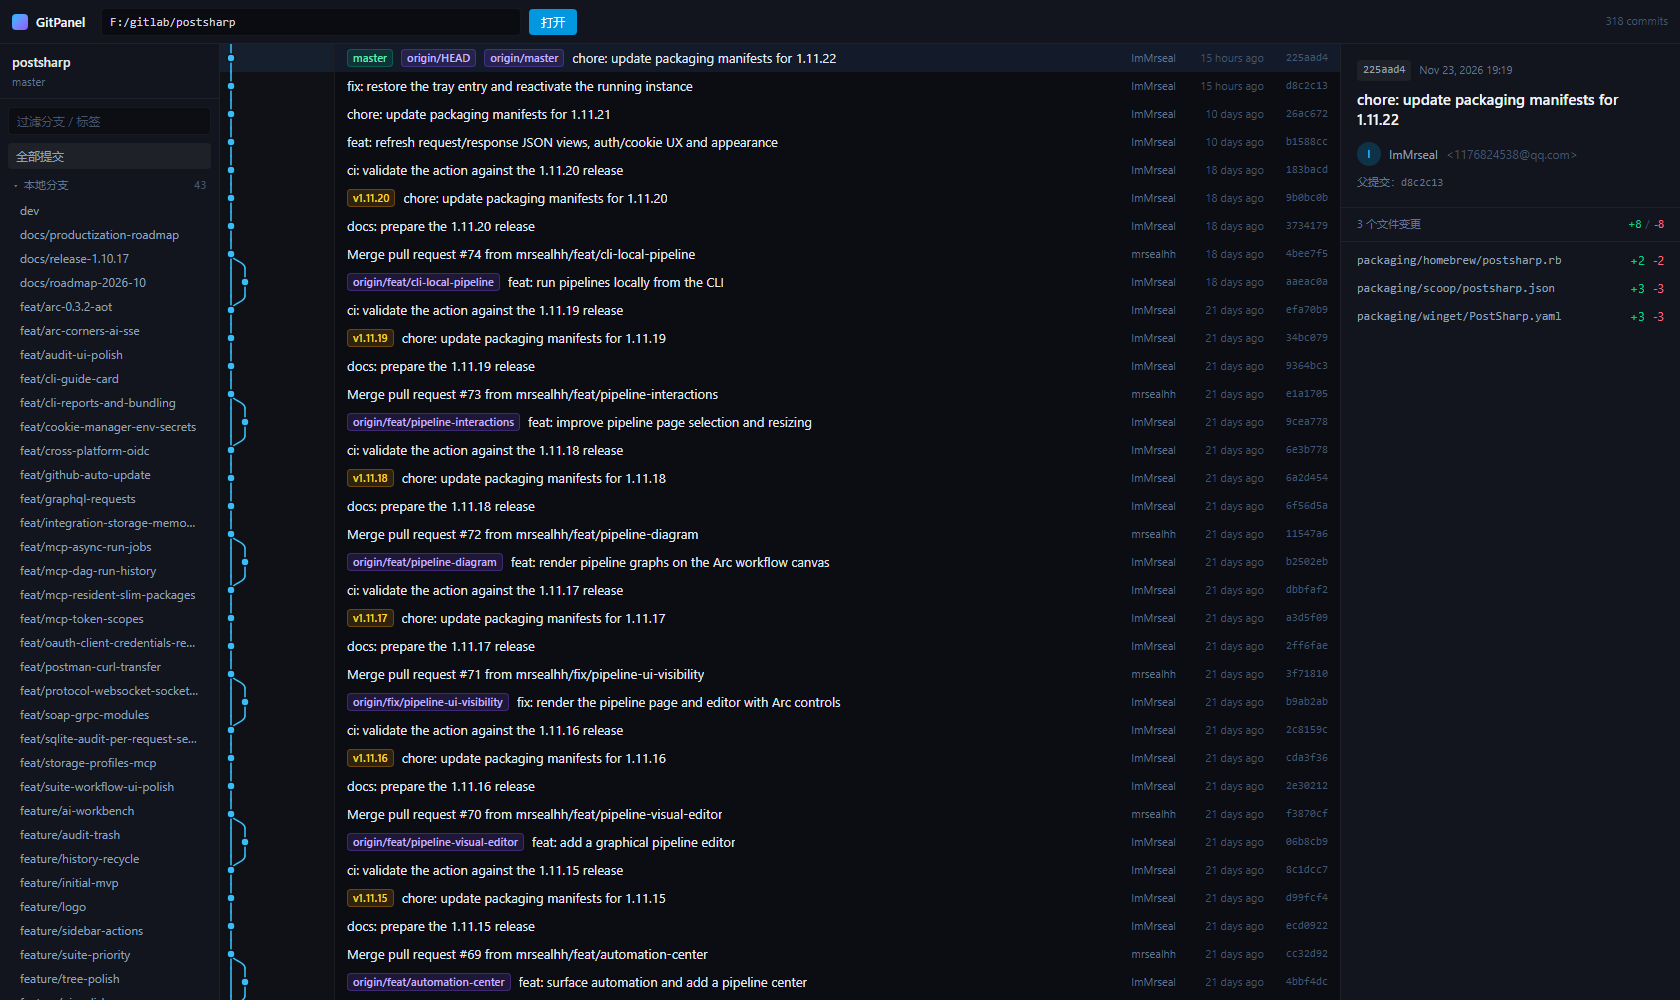 GitPanel F:/gitlab/postsharp 打开 318 commits
postsharp
master
过滤分支 / 标签
全部提交
本地分支 43
dev
docs/productization-roadmap
docs/release-1.10.17
docs/roadmap-2026-10
feat/arc-0.3.2-aot
feat/arc-corners-ai-sse
feat/audit-ui-polish
feat/cli-guide-card
feat/cli-reports-and-bundling
feat/cookie-manager-env-secrets
feat/cross-platform-oidc
feat/github-auto-update
feat/graphql-requests
feat/integration-storage-memo...
feat/mcp-async-run-jobs
feat/mcp-dag-run-history
feat/mcp-resident-slim-packages
feat/mcp-token-scopes
feat/oauth-client-credentials-re...
feat/postman-curl-transfer
feat/protocol-websocket-socket...
feat/soap-grpc-modules
feat/sqlite-audit-per-request-se...
feat/storage-profiles-mcp
feat/suite-workflow-ui-polish
feature/ai-workbench
feature/audit-trash
feature/history-recycle
feature/initial-mvp
feature/logo
feature/sidebar-actions
feature/suite-priority
feature/tree-polish
master origin/HEAD origin/master chore: update packaging manifests for 1.11.22 ImMrseal 15 hours ago 225aad4
fix: restore the tray entry and reactivate the running instance ImMrseal 15 hours ago d8c2c13
chore: update packaging manifests for 1.11.21 ImMrseal 10 days ago 26ac672
feat: refresh request/response JSON views, auth/cookie UX and appearance ImMrseal 10 days ago b1588cc
ci: validate the action against the 1.11.20 release ImMrseal 18 days ago 183bacd
v1.11.20 chore: update packaging manifests for 1.11.20 ImMrseal 18 days ago 9b0bc0b
docs: prepare the 1.11.20 release ImMrseal 18 days ago 3734179
Merge pull request #74 from mrsealhh/feat/cli-local-pipeline mrsealhh 18 days ago 4bee7f5
origin/feat/cli-local-pipeline feat: run pipelines locally from the CLI ImMrseal 18 days ago aaeac0a
ci: validate the action against the 1.11.19 release ImMrseal 21 days ago efa70b9
v1.11.19 chore: update packaging manifests for 1.11.19 ImMrseal 21 days ago 34bc079
docs: prepare the 1.11.19 release ImMrseal 21 days ago 9364bc3
Merge pull request #73 from mrsealhh/feat/pipeline-interactions mrsealhh 21 days ago e1a1705
origin/feat/pipeline-interactions feat: improve pipeline page selection and resizing ImMrseal 21 days ago 9cea778
ci: validate the action against the 1.11.18 release ImMrseal 21 days ago 6e3b778
v1.11.18 chore: update packaging manifests for 1.11.18 ImMrseal 21 days ago 6a2d454
docs: prepare the 1.11.18 release ImMrseal 21 days ago 6f56d5a
Merge pull request #72 from mrsealhh/feat/pipeline-diagram mrsealhh 21 days ago 11547a6
origin/feat/pipeline-diagram feat: render pipeline graphs on the Arc workflow canvas ImMrseal 21 days ago b2502eb
ci: validate the action against the 1.11.17 release ImMrseal 21 days ago dbbfaf2
v1.11.17 chore: update packaging manifests for 1.11.17 ImMrseal 21 days ago a3d5f09
docs: prepare the 1.11.17 release ImMrseal 21 days ago 2ff6fae
Merge pull request #71 from mrsealhh/fix/pipeline-ui-visibility mrsealhh 21 days ago 3f71810
origin/fix/pipeline-ui-visibility fix: render the pipeline page and editor with Arc controls ImMrseal 21 days ago b9ab2ab
ci: validate the action against the 1.11.16 release ImMrseal 21 days ago 2c8159c
v1.11.16 chore: update packaging manifests for 1.11.16 ImMrseal 21 days ago cda3f36
docs: prepare the 1.11.16 release ImMrseal 21 days ago 2e30212
Merge pull request #70 from mrsealhh/feat/pipeline-visual-editor mrsealhh 21 days ago f3870cf
origin/feat/pipeline-visual-editor feat: add a graphical pipeline editor ImMrseal 21 days ago 06b8cb9
ci: validate the action against the 1.11.15 release ImMrseal 21 days ago 8c1dcc7
v1.11.15 chore: update packaging manifests for 1.11.15 ImMrseal 21 days ago d99fcf4
docs: prepare the 1.11.15 release ImMrseal 21 days ago ecd0922
Merge pull request #69 from mrsealhh/feat/automation-center mrsealhh 21 days ago cc32d92
origin/feat/automation-center feat: surface automation and add a pipeline center ImMrseal 21 days ago 4bbf4dc
225aad4 Nov 23, 2026 19:19
chore: update packaging manifests for
1.11.22
I ImMrseal <1176824538@qq.com>
父提交: d8c2c13
3 个文件变更 +8 / -8
packaging/homebrew/postsharp.rb +2 -2
packaging/scoop/postsharp.json +3 -3
packaging/winget/PostSharp.yaml +3 -3